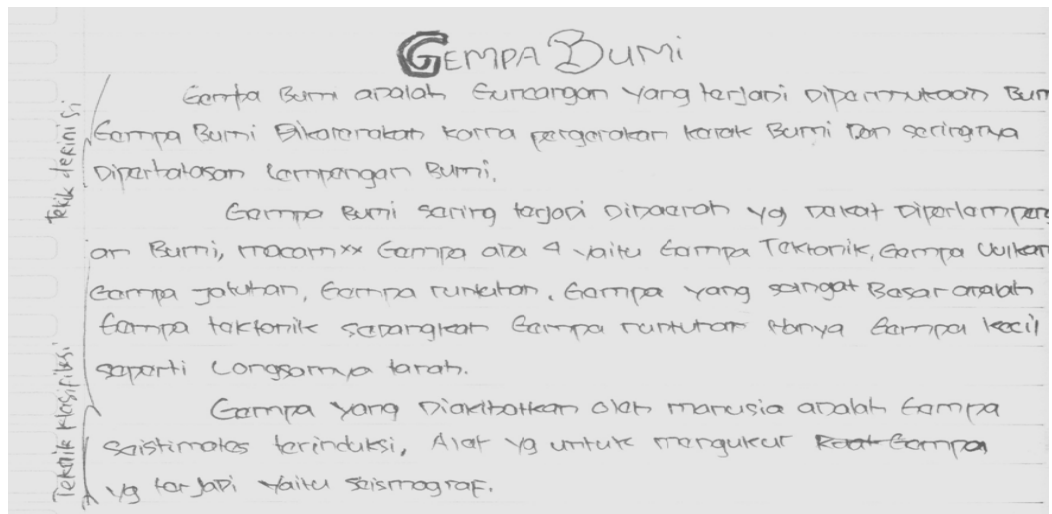 GEMPA BUMI
Gempa Bumi adalah Guncangan yang terjadi Dipermukaan Bum
Gempa Bumi Dikarenakan karna pergerakan kerak Bumi Dan seringnya
Diperbatasan Lempengan Bumi.
Gempa Bumi sering terjadi Didaerah yg Dekat Diperlempeng
an Bumi, macam×× Gempa ada 4 yaitu Gempa Tektonik, Gempa Vulkan
Gempa jatuhan, Gempa runtuhan. Gempa yang sangat Besar adalah
Gempa tektonik sedangkan Gempa runtuhan Hanya Gempa kecil
seperti Longsornya tanah.
Gempa yang Diakibatkan oleh manusia adalah Gempa
seistimates terinduksi, Alat yg untuk mengukur Gempa
yg terjadi yaitu seismograf.
Teknik definisi
Teknik klasifikasi